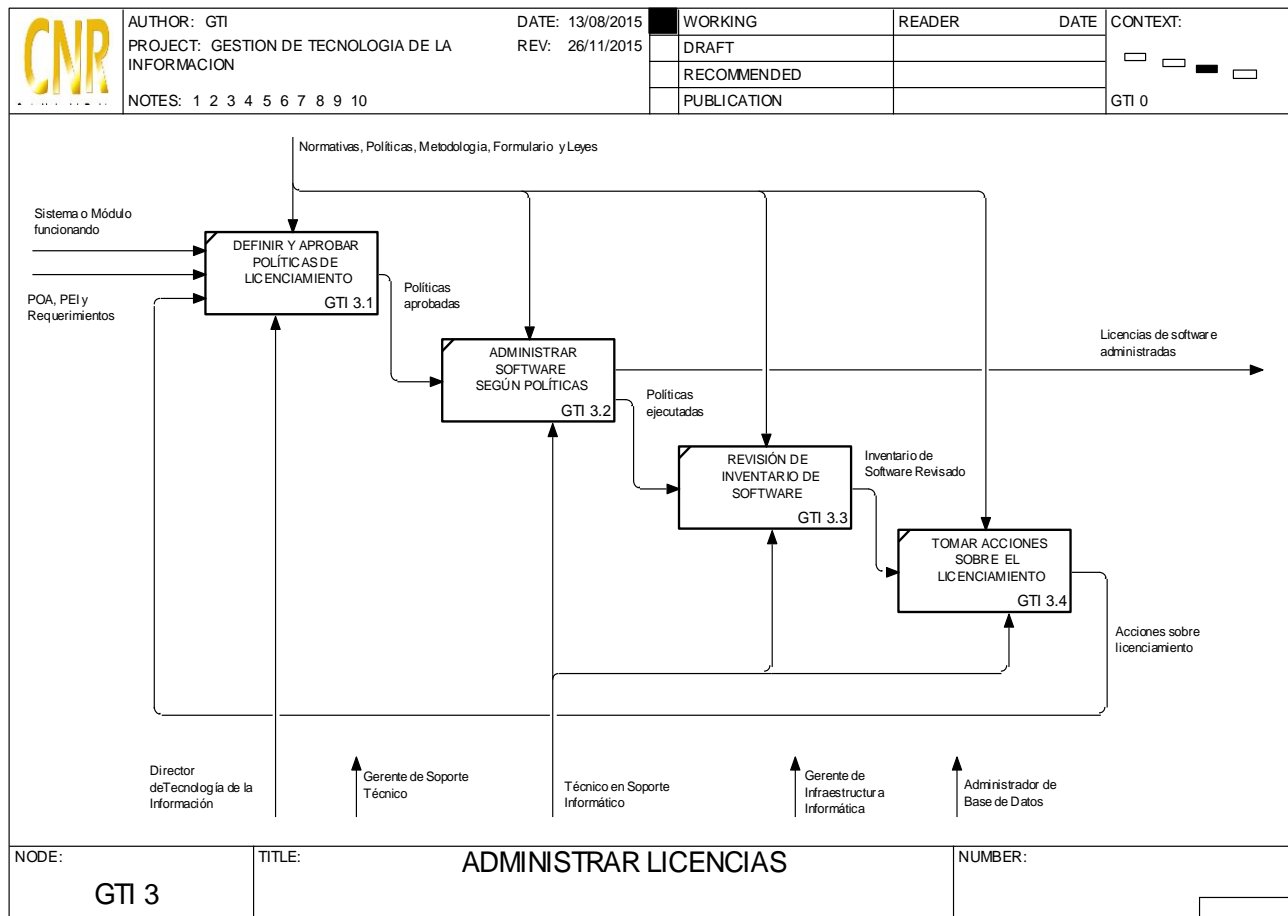 CNR
AUTHOR: GTI
DATE: 13/08/2015
PROJECT: GESTION DE TECNOLOGIA DE LA
INFORMACION
REV: 26/11/2015
NOTES: 1 2 3 4 5 6 7 8 9 10
WORKING
DRAFT
RECOMMENDED
PUBLICATION
READER DATE
CONTEXT:
GTI 0
Normativas, Políticas, Metodologia, Formulario y Leyes
Sistema o Módulo
funcionando
POA, PEI y
Requerimientos
DEFINIR Y APROBAR
POLÍTICAS DE
LICENCIAMIENTO
GTI 3.1
Políticas
aprobadas
ADMINISTRAR
SOFTWARE
SEGÚN POLÍTICAS
GTI 3.2
Licencias de software
administradas
Políticas
ejecutadas
REVISIÓN DE
INVENTARIO DE
SOFTWARE
GTI 3.3
Inventario de
Software Revisado
TOMAR ACCIONES
SOBRE EL
LICENCIAMIENTO
GTI 3.4
Acciones sobre
licenciamiento
Director
deTecnología de la
Información
Gerente de Soporte
Técnico
Técnico en Soporte
Informático
Gerente de
Infraestructura
Informática
Administrador de
Base de Datos
NODE:
GTI 3
TITLE:
ADMINISTRAR LICENCIAS
NUMBER: